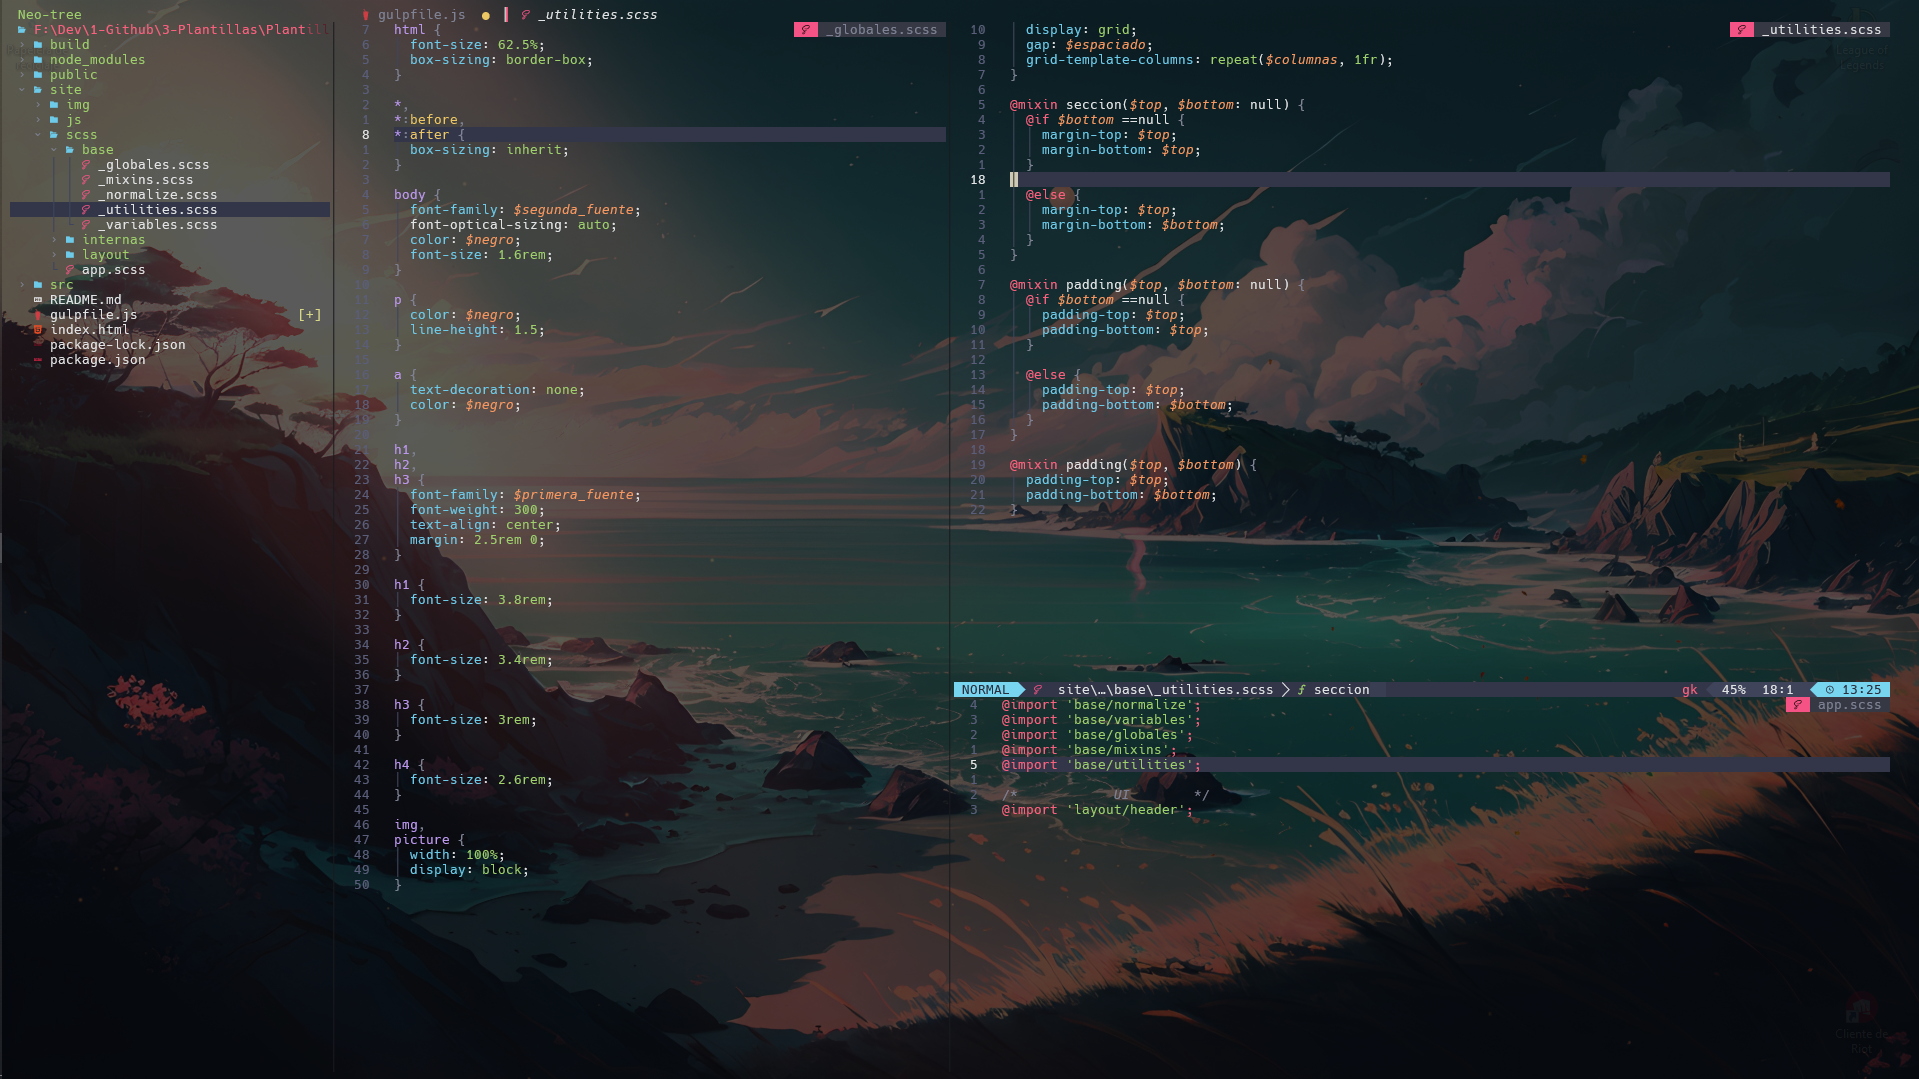 Neo-tree
F:\Dev\1-Github\3-Plantillas\Plantill
build
node_modules
public
site
img
js
scss
base
_globales.scss
_mixins.scss
_normalize.scss
_utilities.scss
_variables.scss
internas
layout
app.scss
src
README.md
gulpfile.js [+]
index.html
package-lock.json
package.json
gulpfile.js ● _utilities.scss
_globales.scss
7 html {
6 font-size: 62.5%;
5 box-sizing: border-box;
4 }
3
2 *,
1 *:before,
8 *:after {
1 box-sizing: inherit;
2 }
3
4 body {
5 font-family: $segunda_fuente;
6 font-optical-sizing: auto;
7 color: $negro;
8 font-size: 1.6rem;
9 }
10
11 p {
12 color: $negro;
13 line-height: 1.5;
14 }
15
16 a {
17 text-decoration: none;
18 color: $negro;
19 }
20
21 h1,
22 h2,
23 h3 {
24 font-family: $primera_fuente;
25 font-weight: 300;
26 text-align: center;
27 margin: 2.5rem 0;
28 }
29
30 h1 {
31 font-size: 3.8rem;
32 }
33
34 h2 {
35 font-size: 3.4rem;
36 }
37
38 h3 {
39 font-size: 3rem;
40 }
41
42 h4 {
43 font-size: 2.6rem;
44 }
45
46 img,
47 picture {
48 width: 100%;
49 display: block;
50 }
_utilities.scss
10 display: grid;
9 gap: $espaciado;
8 grid-template-columns: repeat($columnas, 1fr);
7 }
6
5 @mixin seccion($top, $bottom: null) {
4 @if $bottom ==null {
3 margin-top: $top;
2 margin-bottom: $top;
1 }
18
1 @else {
2 margin-top: $top;
3 margin-bottom: $bottom;
4 }
5 }
6
7 @mixin padding($top, $bottom: null) {
8 @if $bottom ==null {
9 padding-top: $top;
10 padding-bottom: $top;
11 }
12
13 @else {
14 padding-top: $top;
15 padding-bottom: $bottom;
16 }
17 }
18
19 @mixin padding($top, $bottom) {
20 padding-top: $top;
21 padding-bottom: $bottom;
22 }
NORMAL site\…\base\_utilities.scss f seccion gk 45% 18:1 13:25
app.scss
4 @import 'base/normalize';
3 @import 'base/variables';
2 @import 'base/globales';
1 @import 'base/mixins';
5 @import 'base/utilities';
1
2 /* UI */
3 @import 'layout/header';
League of
Legends
Cliente de
Riot